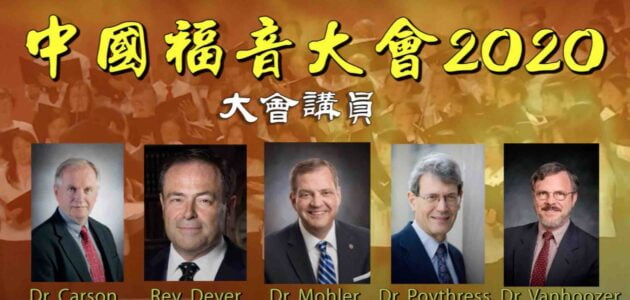 中國福音大會2020
大會講員
Dr. Carson Rev. Dever Dr. Mohler Dr. Poythress Dr. Vanhoozer